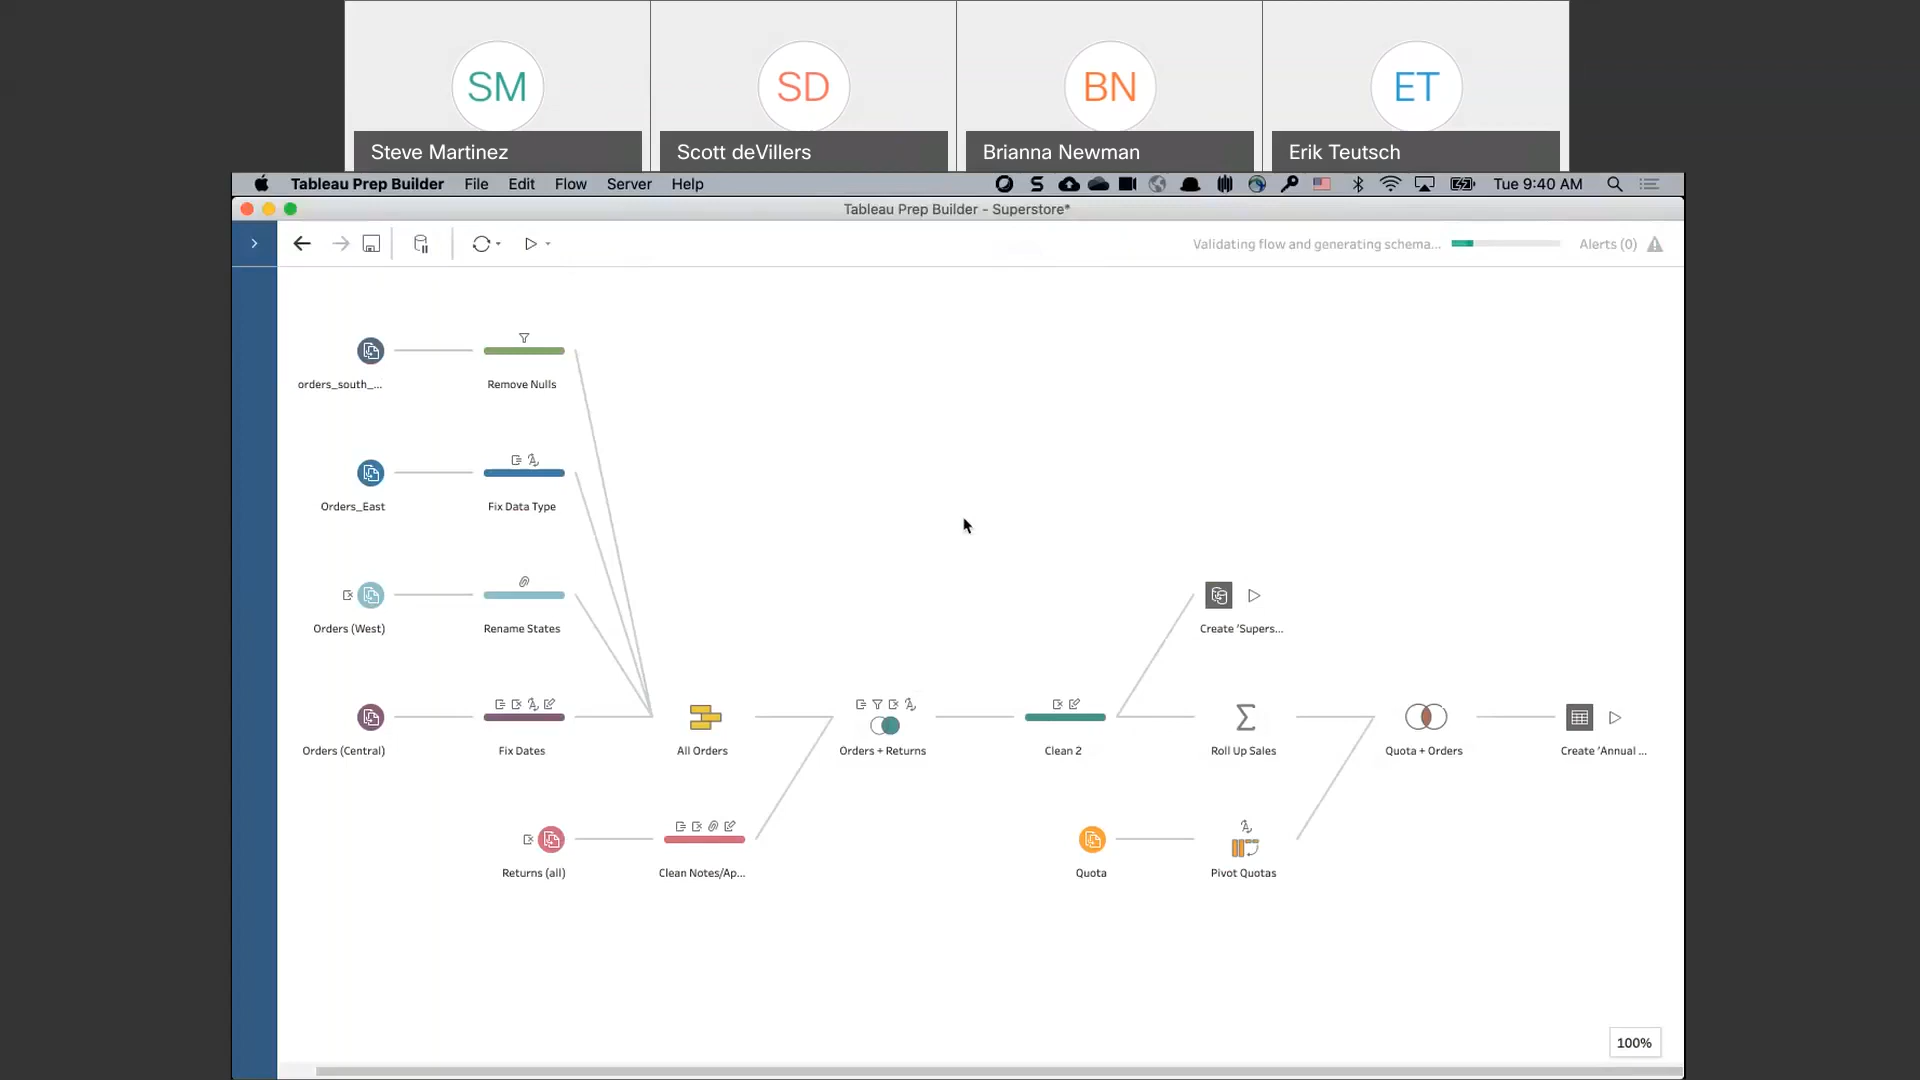 SM
SD
BN
ET
Steve Martinez
Scott deVillers
Brianna Newman
Erik Teutsch
Tableau Prep Builder File Edit Flow Server Help Tue 9:40 AM
Tableau Prep Builder - Superstore*
Validating flow and generating schema... Alerts (0)
orders_south_... Remove Nulls
Orders_East Fix Data Type
Orders (West) Rename States Create 'Supers...
Orders (Central) Fix Dates All Orders Orders + Returns Clean 2 Roll Up Sales Quota + Orders Create 'Annual ...
Returns (all) Clean Notes/Ap... Quota Pivot Quotas
100%